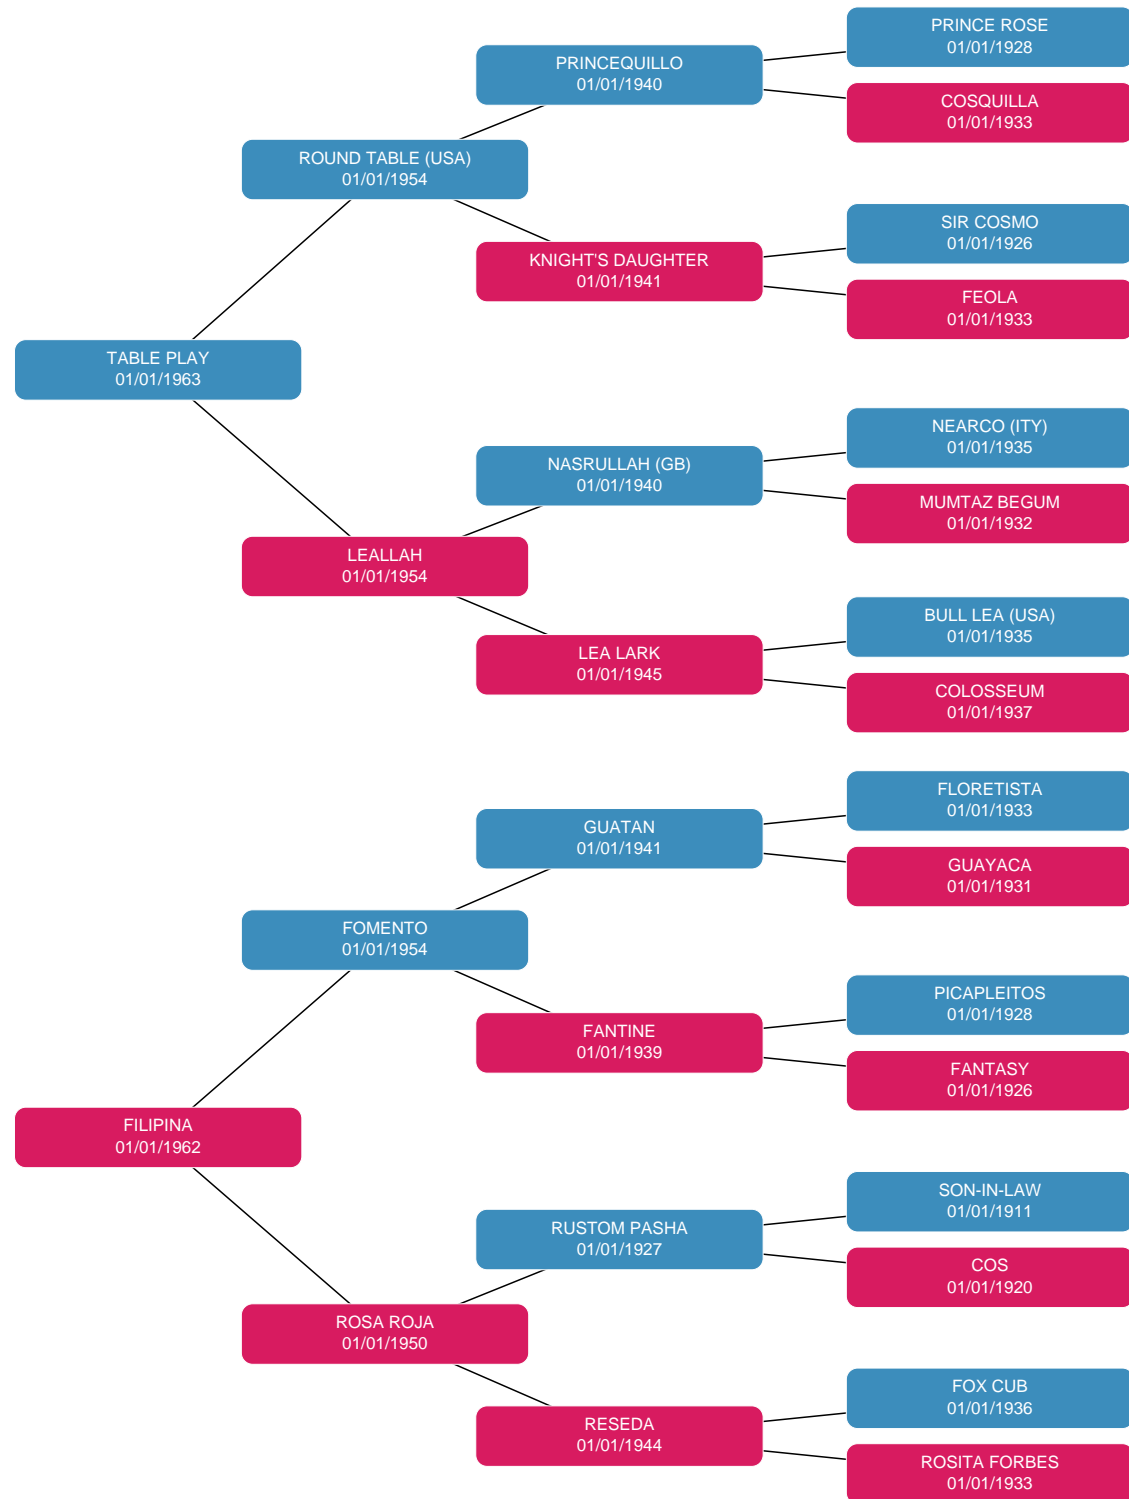 PRINCE ROSE
01/01/1928
PRINCEQUILLO
01/01/1940
COSQUILLA
01/01/1933
ROUND TABLE (USA)
01/01/1954
SIR COSMO
01/01/1926
KNIGHT'S DAUGHTER
01/01/1941
FEOLA
01/01/1933
TABLE PLAY
01/01/1963
NEARCO (ITY)
01/01/1935
NASRULLAH (GB)
01/01/1940
MUMTAZ BEGUM
01/01/1932
LEALLAH
01/01/1954
BULL LEA (USA)
01/01/1935
LEA LARK
01/01/1945
COLOSSEUM
01/01/1937
FLORETISTA
01/01/1933
GUATAN
01/01/1941
GUAYACA
01/01/1931
FOMENTO
01/01/1954
PICAPLEITOS
01/01/1928
FANTINE
01/01/1939
FANTASY
01/01/1926
FILIPINA
01/01/1962
SON-IN-LAW
01/01/1911
RUSTOM PASHA
01/01/1927
COS
01/01/1920
ROSA ROJA
01/01/1950
FOX CUB
01/01/1936
RESEDA
01/01/1944
ROSITA FORBES
01/01/1933